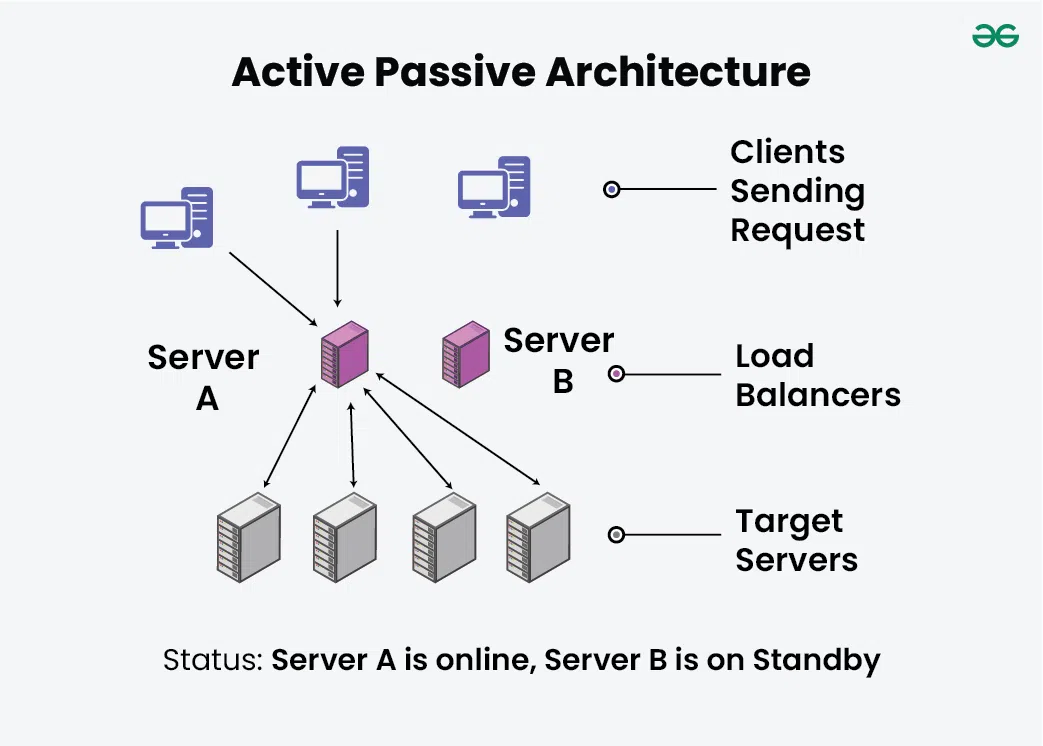 Active Passive Architecture
Clients
Sending
Request
Server
A
Server
B
Load
Balancers
Target
Servers
Status: Server A is online, Server B is on Standby